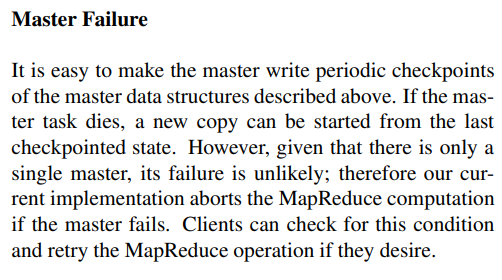 Master Failure
It is easy to make the master write periodic checkpoints
of the master data structures described above. If the mas-
ter task dies, a new copy can be started from the last
checkpointed state. However, given that there is only a
single master, its failure is unlikely; therefore our cur-
rent implementation aborts the MapReduce computation
if the master fails. Clients can check for this condition
and retry the MapReduce operation if they desire.